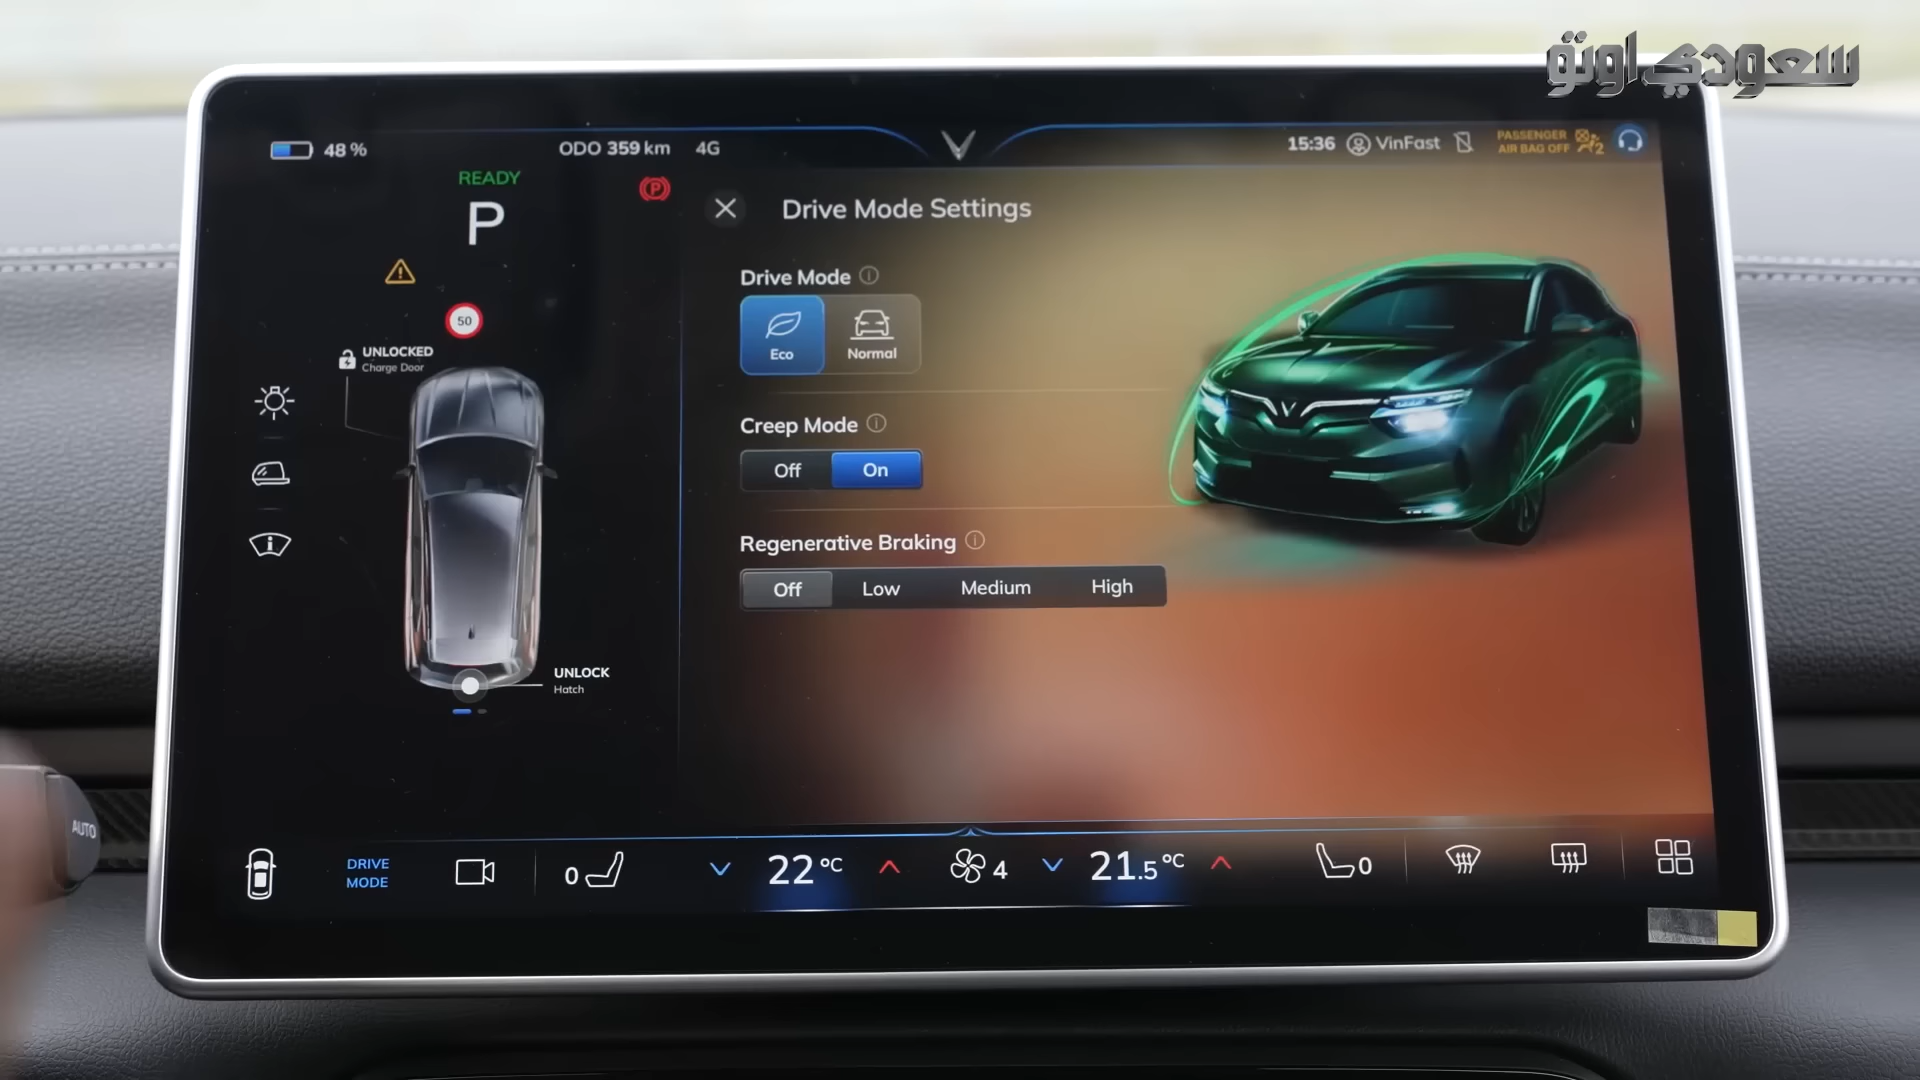 سعودي اوتو
48 %
ODO 359 km
4G
15:36
VinFast
PASSENGER
AIR BAG OFF
2
READY
P
P
Drive Mode Settings
50
UNLOCKED
Charge Door
Drive Mode
Eco
Normal
Creep Mode
Off
On
Regenerative Braking
Off
Low
Medium
High
UNLOCK
Hatch
AUTO
DRIVE
MODE
0
22°C
4
21.5°C
0